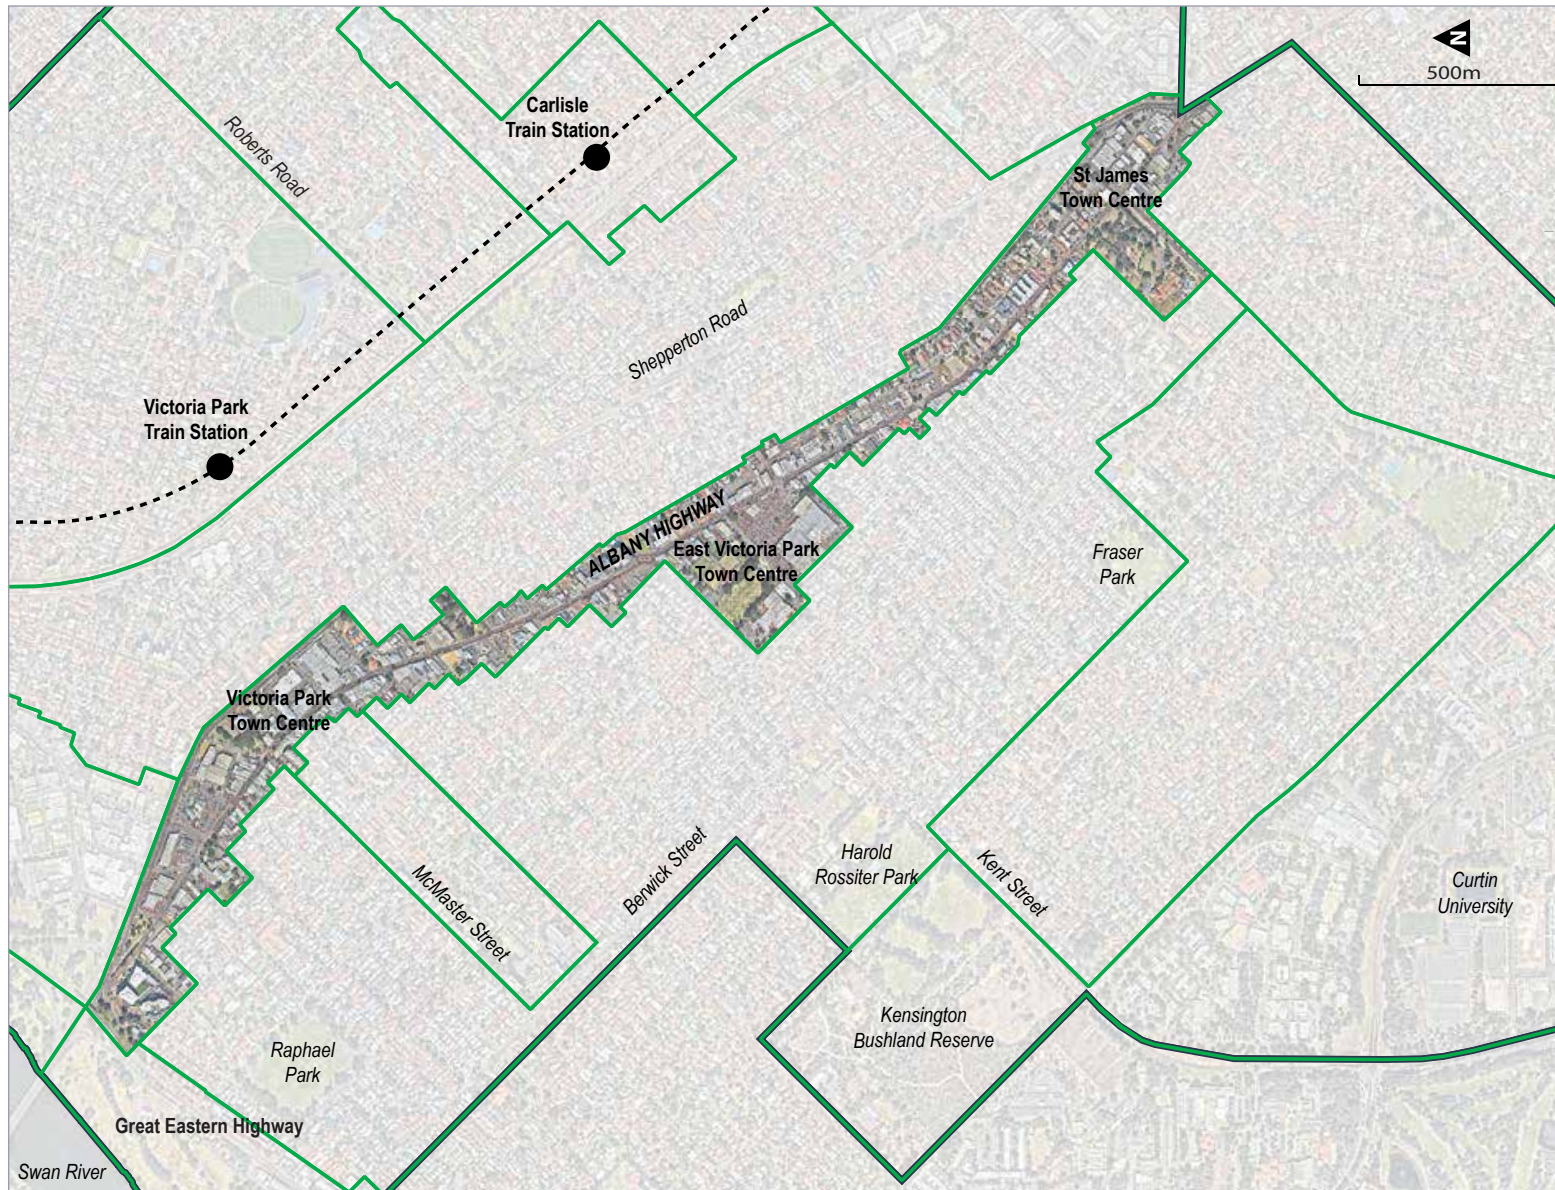 N
500m
Carlisle
Train Station
Roberts Road
St James
Town Centre
Shepperton Road
Victoria Park
Train Station
ALBANY HIGHWAY
East Victoria Park
Town Centre
Fraser
Park
Victoria Park
Town Centre
McMaster Street
Berwick Street
Harold
Rossiter Park
Kent Street
Curtin
University
Kensington
Bushland Reserve
Raphael
Park
Great Eastern Highway
Swan River